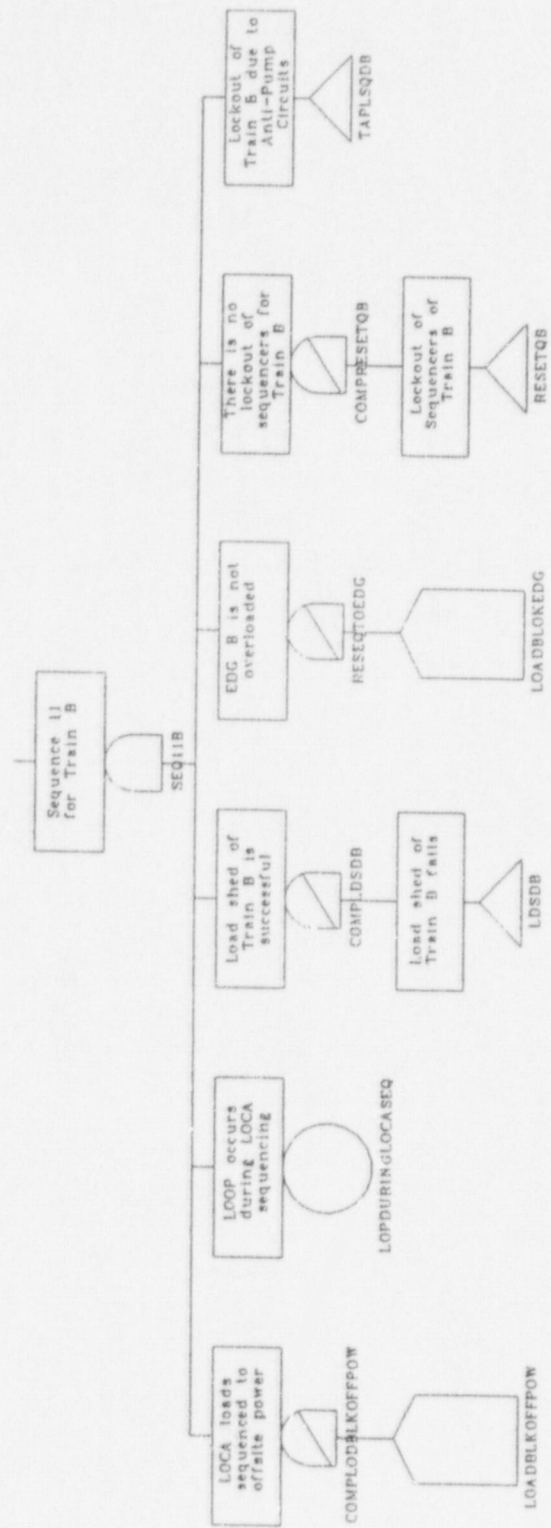 Sequence 11
for Train B
SEQ11B
LOCA loads
sequenced to
offsite power
COMPLODBLKOFFPOW
LOADBLKOFFPOW
LOOP occurs
during LOCA
sequencing
LOPDURINGLOCASEQ
Load shed of
Train B is
successful
COMPLDSDB
Load shed of
Train B fails
LDSDB
EDG B is not
overloaded
RESEQTOEDG
LOADBLOKEDG
There is no
lockout of
sequencers for
Train B
COMPRESETQB
Lockout of
Sequencers of
Train B
RESETQB
Lockout of
Train B due to
Anti-Pump
Circuits
TAPLSQDB